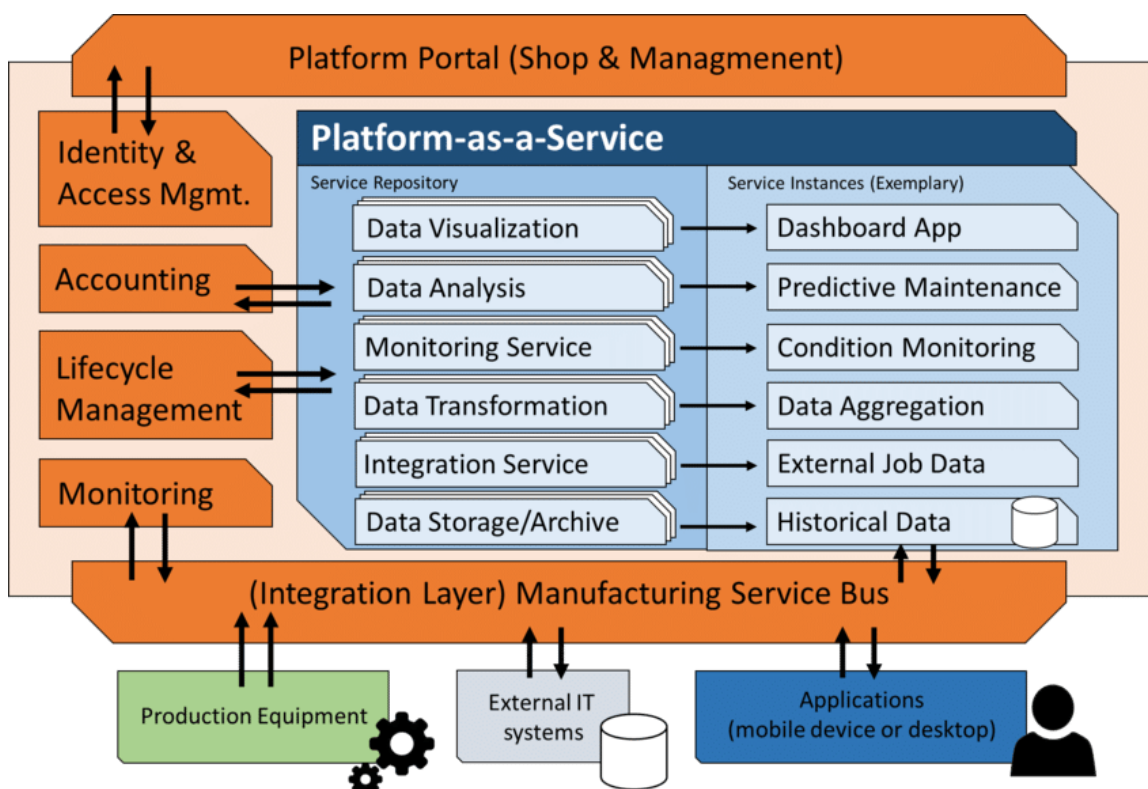 Platform Portal (Shop & Managmenent)
Identity &
Access Mgmt.
Accounting
Lifecycle
Management
Monitoring
Platform-as-a-Service
Service Repository
Data Visualization
Data Analysis
Monitoring Service
Data Transformation
Integration Service
Data Storage/Archive
Service Instances (Exemplary)
Dashboard App
Predictive Maintenance
Condition Monitoring
Data Aggregation
External Job Data
Historical Data
(Integration Layer) Manufacturing Service Bus
Production Equipment
External IT
systems
Applications
(mobile device or desktop)